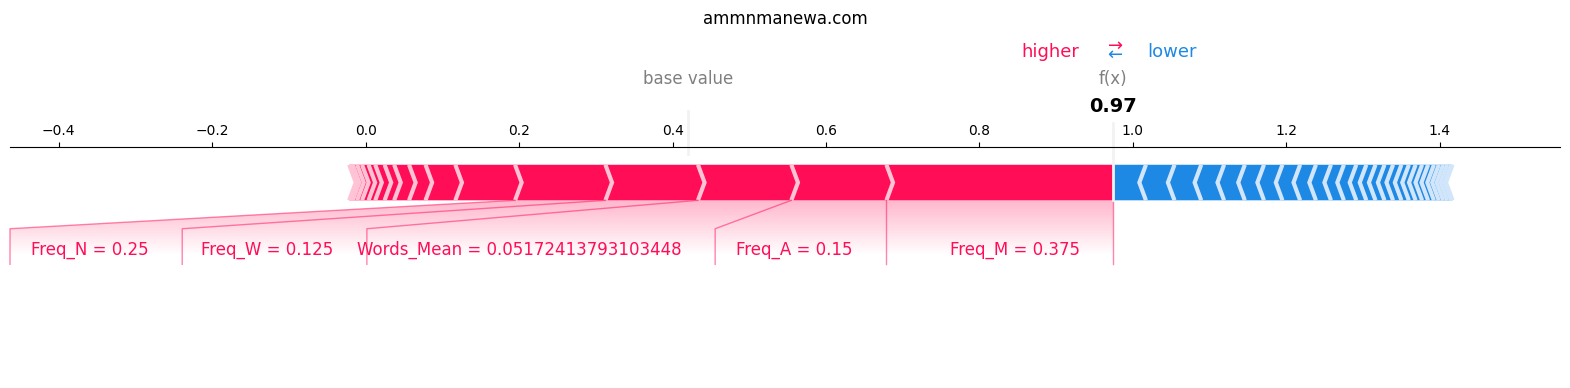 ammnmanewa.com
higher ⇄ lower
base value f(x)
0.97
−0.4 −0.2 0.0 0.2 0.4 0.6 0.8 1.0 1.2 1.4
Freq_N = 0.25 Freq_W = 0.125 Words_Mean = 0.05172413793103448 Freq_A = 0.15 Freq_M = 0.375